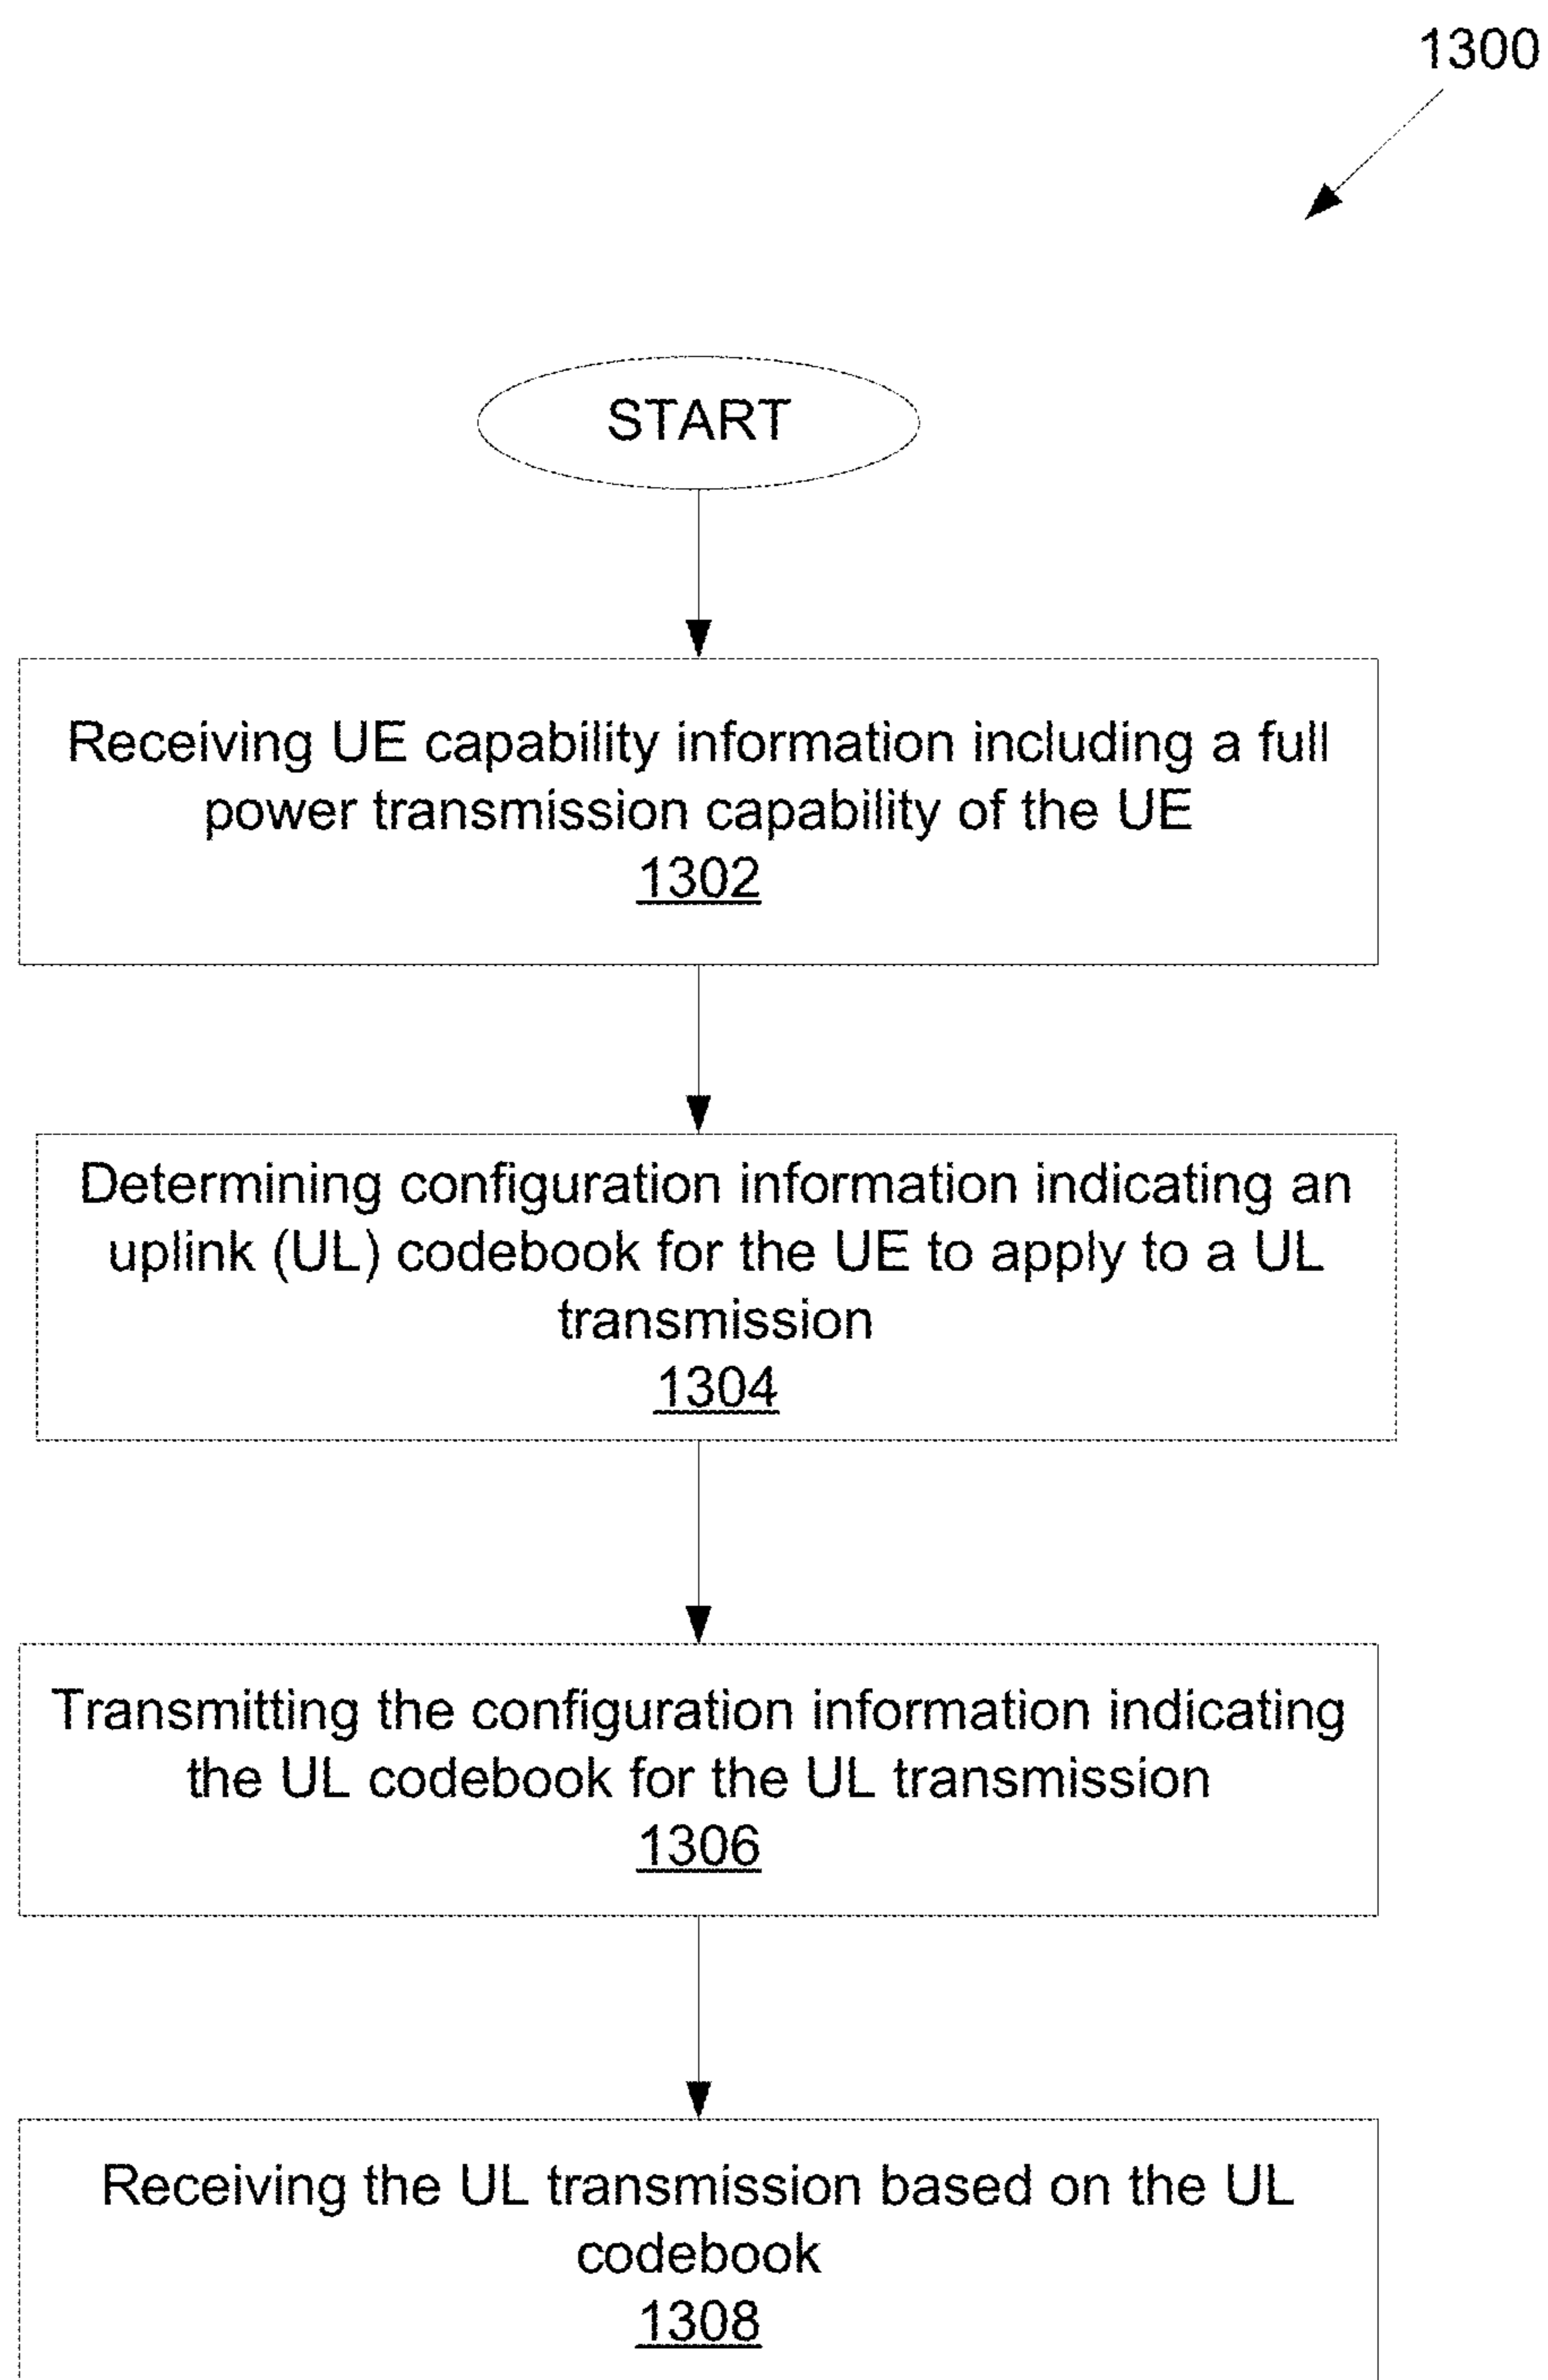 1300
START
Receiving UE capability information including a full
power transmission capability of the UE
1302
Determining configuration information indicating an
uplink (UL) codebook for the UE to apply to a UL
transmission
1304
Transmitting the configuration information indicating
the UL codebook for the UL transmission
1306
Receiving the UL transmission based on the UL
codebook
1308